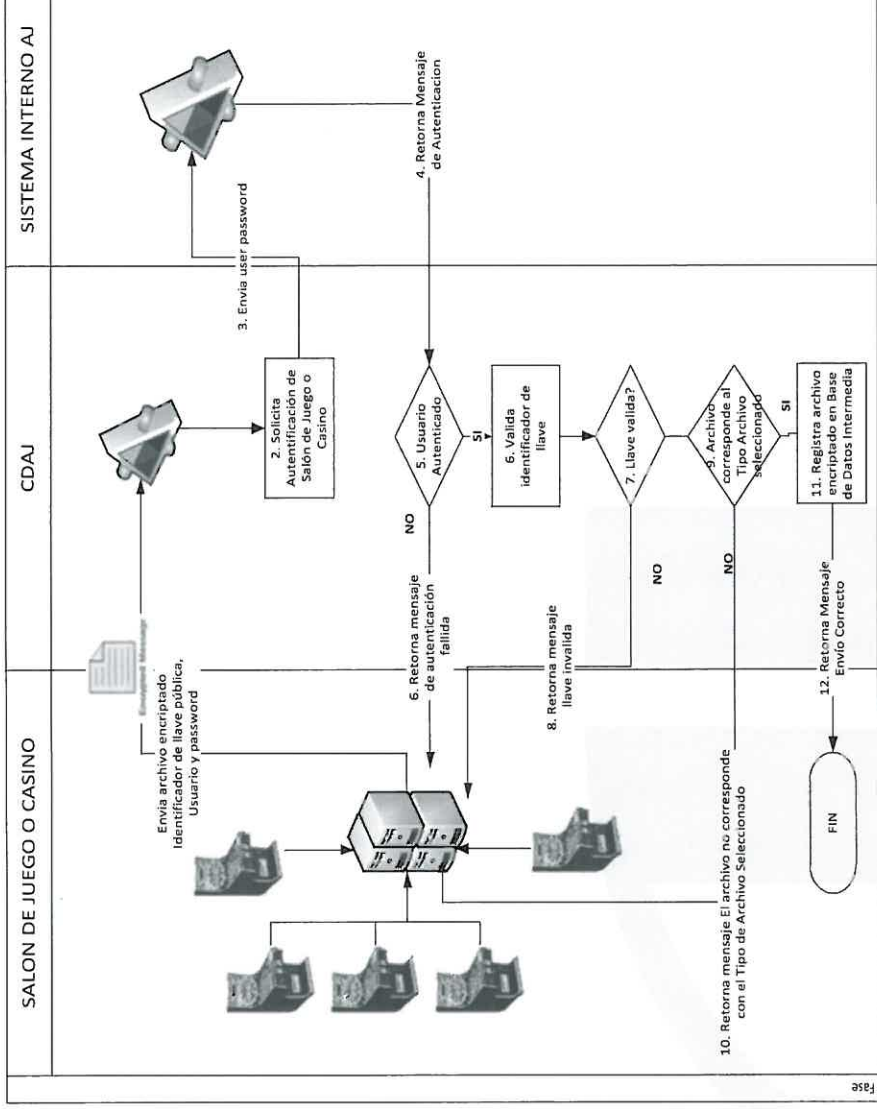 SALON DE JUEGO O CASINO
CDAJ
SISTEMA INTERNO AJ
Envia archivo encriptado
Identificador de llave pública,
Usuario y password
Encrypted Message
2. Solicita
Autentificación de
Salón de Juego o
Casino
3. Envia user password
4. Retorna Mensaje
de Autenticacion
5. Usuario
Autenticado
NO
SI
6. Retorna mensaje
de autenticación
fallida
6. Valida
identificador de
llave
7. Llave valida?
NO
8. Retorna mensaje
llave invalida
9. Archivo
corresponde al
Tipo Archivo
seleccionado
NO
SI
10. Retorna mensaje El archivo no corresponde
con el Tipo de Archivo Seleccionado
11. Registra archivo
encriptado en Base
de Datos Intermedia
12. Retorna Mensaje
Envío Correcto
FIN
Fase